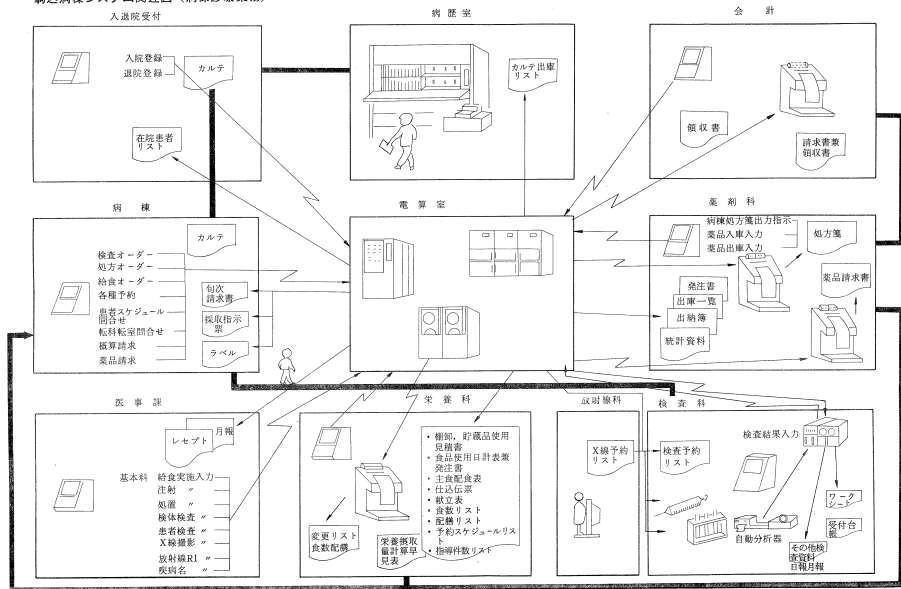 入退院受付
入院登録
退院登録
カルテ
在院患者
リスト
病歴室
カルテ出庫
リスト
会計
領収書
請求書兼
領収書
病棟
カルテ
検査オーダー
処方オーダー
給食オーダー
各種予約
患者スケジュール
問合せ
転科転室問合せ
概算請求
薬品請求
旬次
請求書
採取指示
票
ラベル
電算室
薬剤科
病棟処方箋出力指示
薬品入庫入力
薬品出庫入力
処方箋
薬品請求書
発注書
出庫一覧
出納簿
統計資料
医事課
月報
レセプト
基本料 給食実施入力
注射 〃
処置 〃
検体検査 〃
患者検査 〃
X線撮影 〃
放射線RI 〃
疾病名 〃
栄養科
変更リスト
食数配膳
栄養摂取
量計算早
見表
・棚卸，貯蔵品使用
見積書
・食品使用日計表兼
発注書
・主食配食表
・仕込伝票
・献立表
・食数リスト
・配膳リスト
・予約スケジュールリス
ト
・指導件数リスト
放射線科
X線予約
リスト
検査科
検査予約
リスト
検査結果入力
自動分析器
ワーク
シート
受付台
帳
その他検
査資料
日報月報